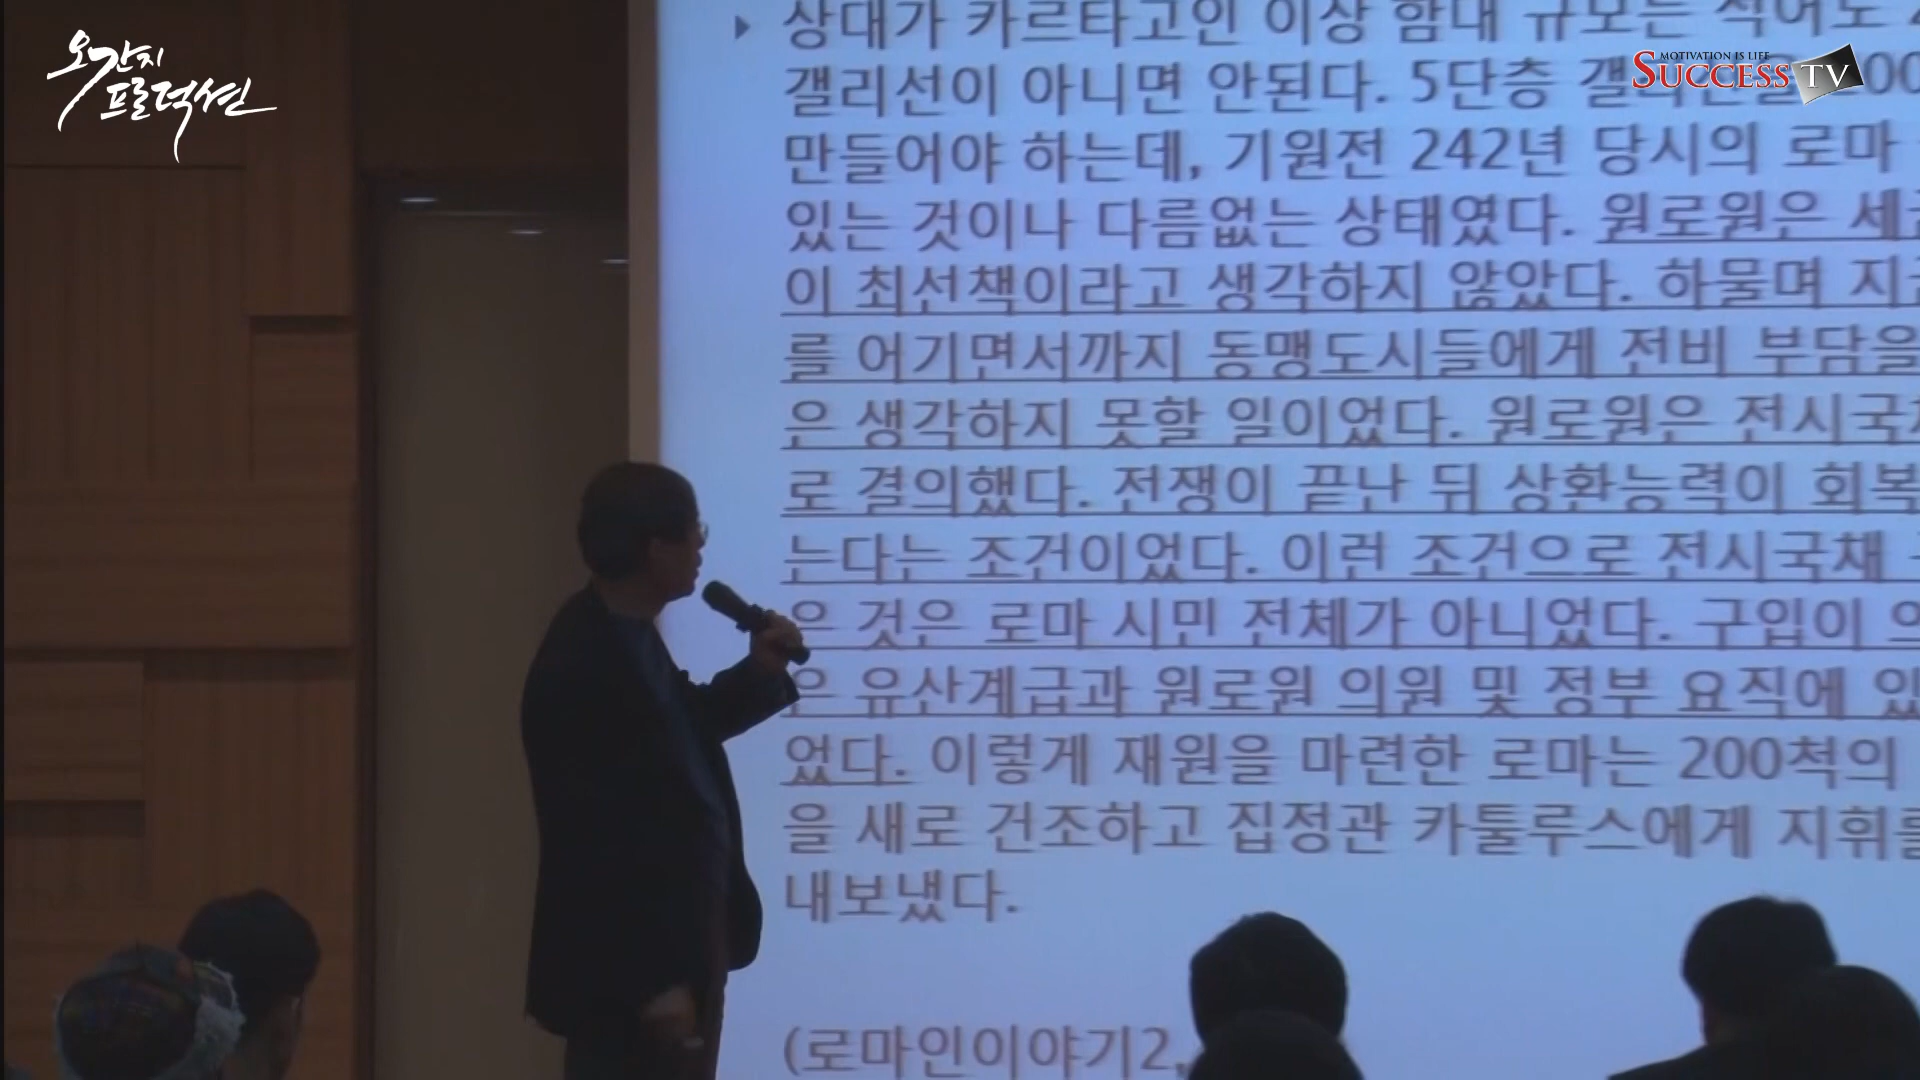 오간지
프로덕션
MOTIVATION IS LIFE
SUCCESS TV
상대가 카르타고인 이상 함대 규모는 적어도
갤리선이 아니면 안된다. 5단층 갤리선을
만들어야 하는데, 기원전 242년 당시의 로마
있는 것이나 다름없는 상태였다. 원로원은
이 최선책이라고 생각하지 않았다. 하물며
를 어기면서까지 동맹도시들에게 전비 부담을
은 생각하지 못할 일이었다. 원로원은
로 결의했다. 전쟁이 끝난 뒤 상환능력이
는다는 조건이었다. 이런 조건으로 전시국채
은 것은 로마 시민 전체가 아니었다. 구입이
은 유산계급과 원로원 의원 및 정부 요직에
었다. 이렇게 재원을 마련한 로마는 200척의
을 새로 건조하고 집정관 카툴루스에게 지휘를
내보냈다.
(로마인이야기2,